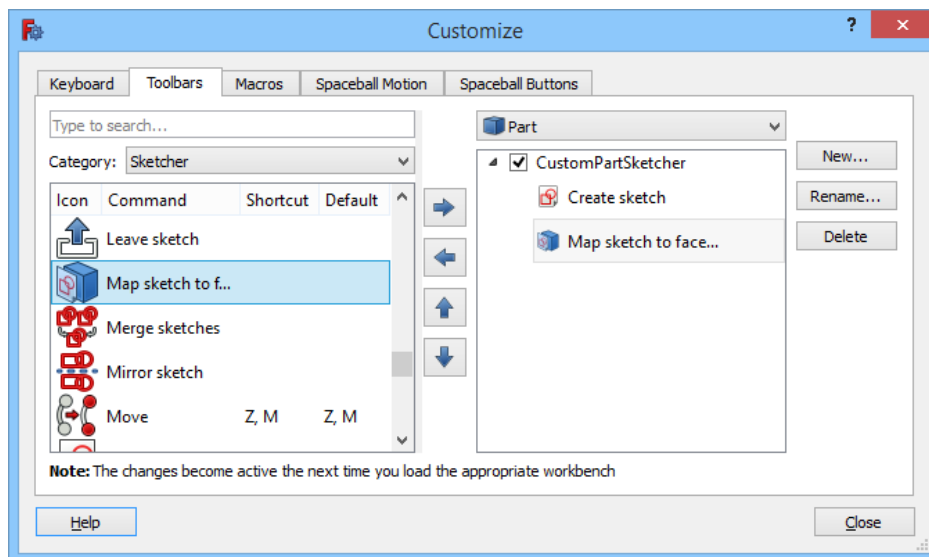 Customize
?
Keyboard Toolbars Macros Spaceball Motion Spaceball Buttons
Type to search...
Category: Sketcher
Icon Command Shortcut Default
Leave sketch
Map sketch to f...
Merge sketches
Mirror sketch
Move Z, M Z, M
Part
CustomPartSketcher
Create sketch
Map sketch to face...
New...
Rename...
Delete
Note: The changes become active the next time you load the appropriate workbench
Help
Close